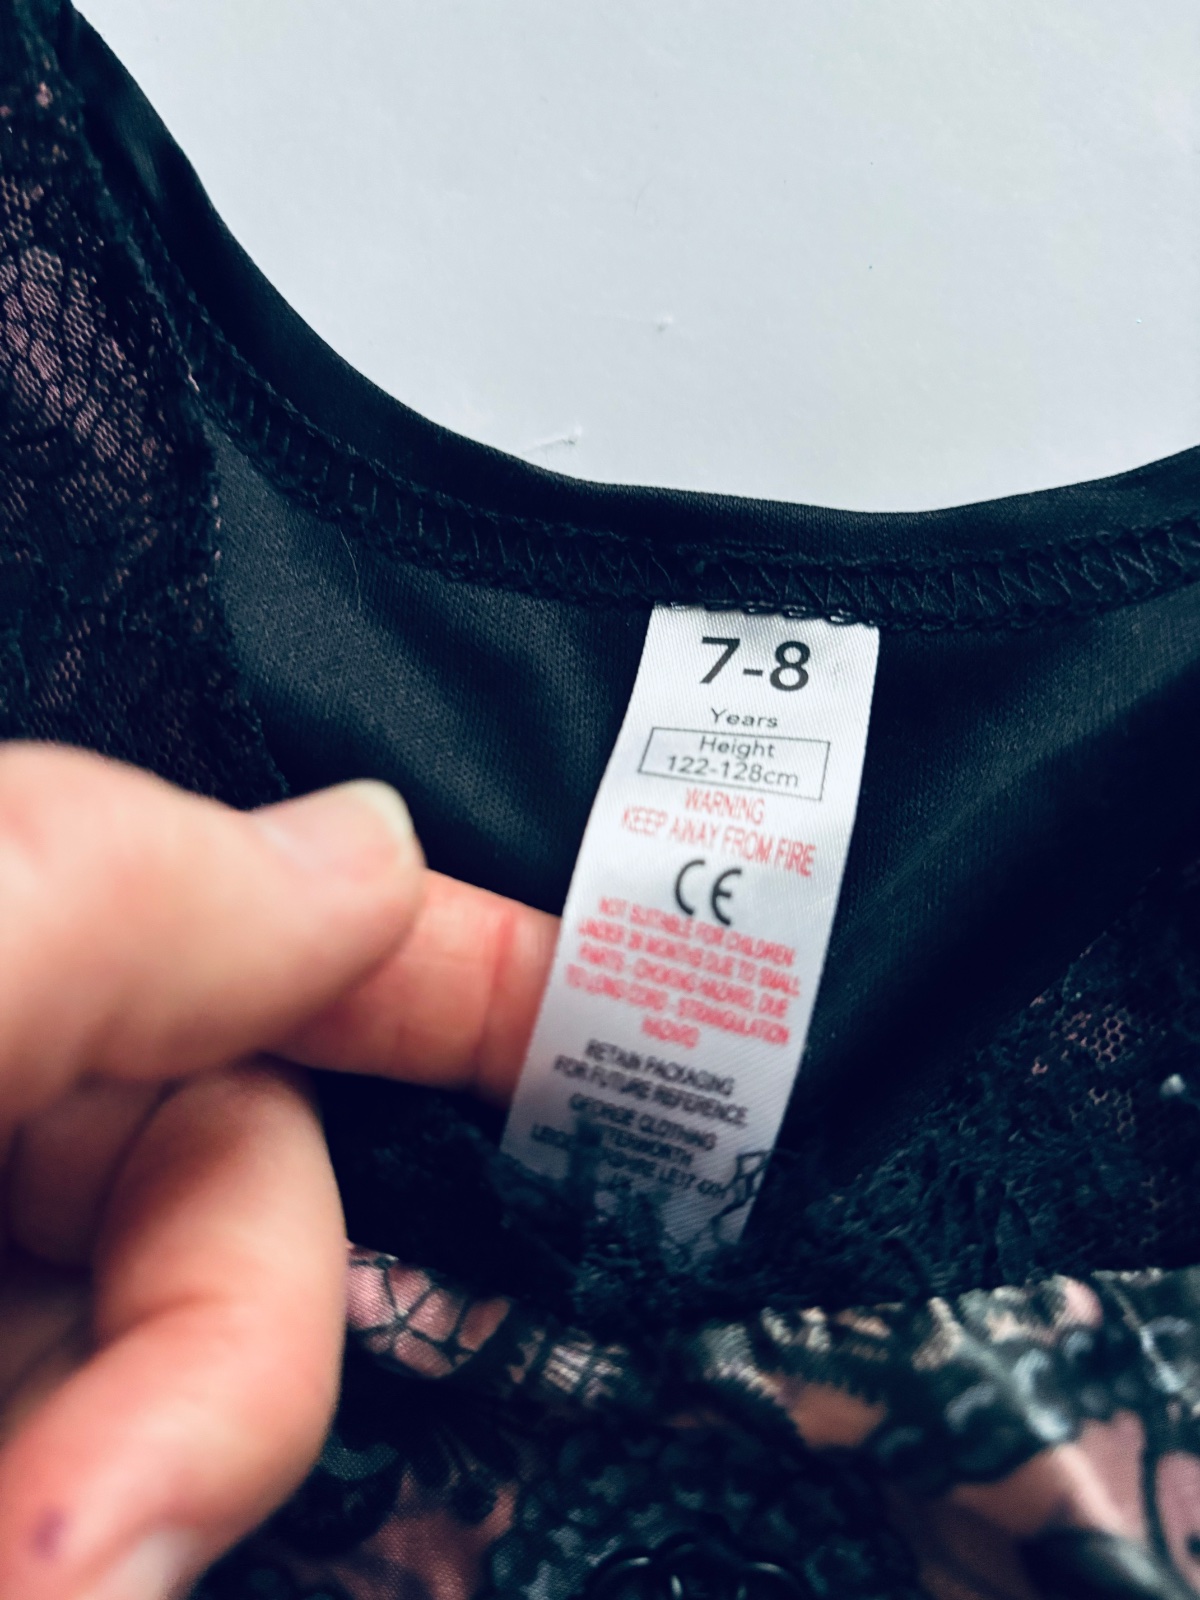 7-8
Years
Height
122-128cm
WARNING
KEEP AWAY FROM FIRE
CE
NOT SUITABLE FOR CHILDREN
UNDER 36 MONTHS DUE TO SMALL
PARTS - CHOKING HAZARD, DUE
TO LONG CORD - STRANGULATION
HAZARD
RETAIN PACKAGING
FOR FUTURE REFERENCE.
GEORGE CLOTHING